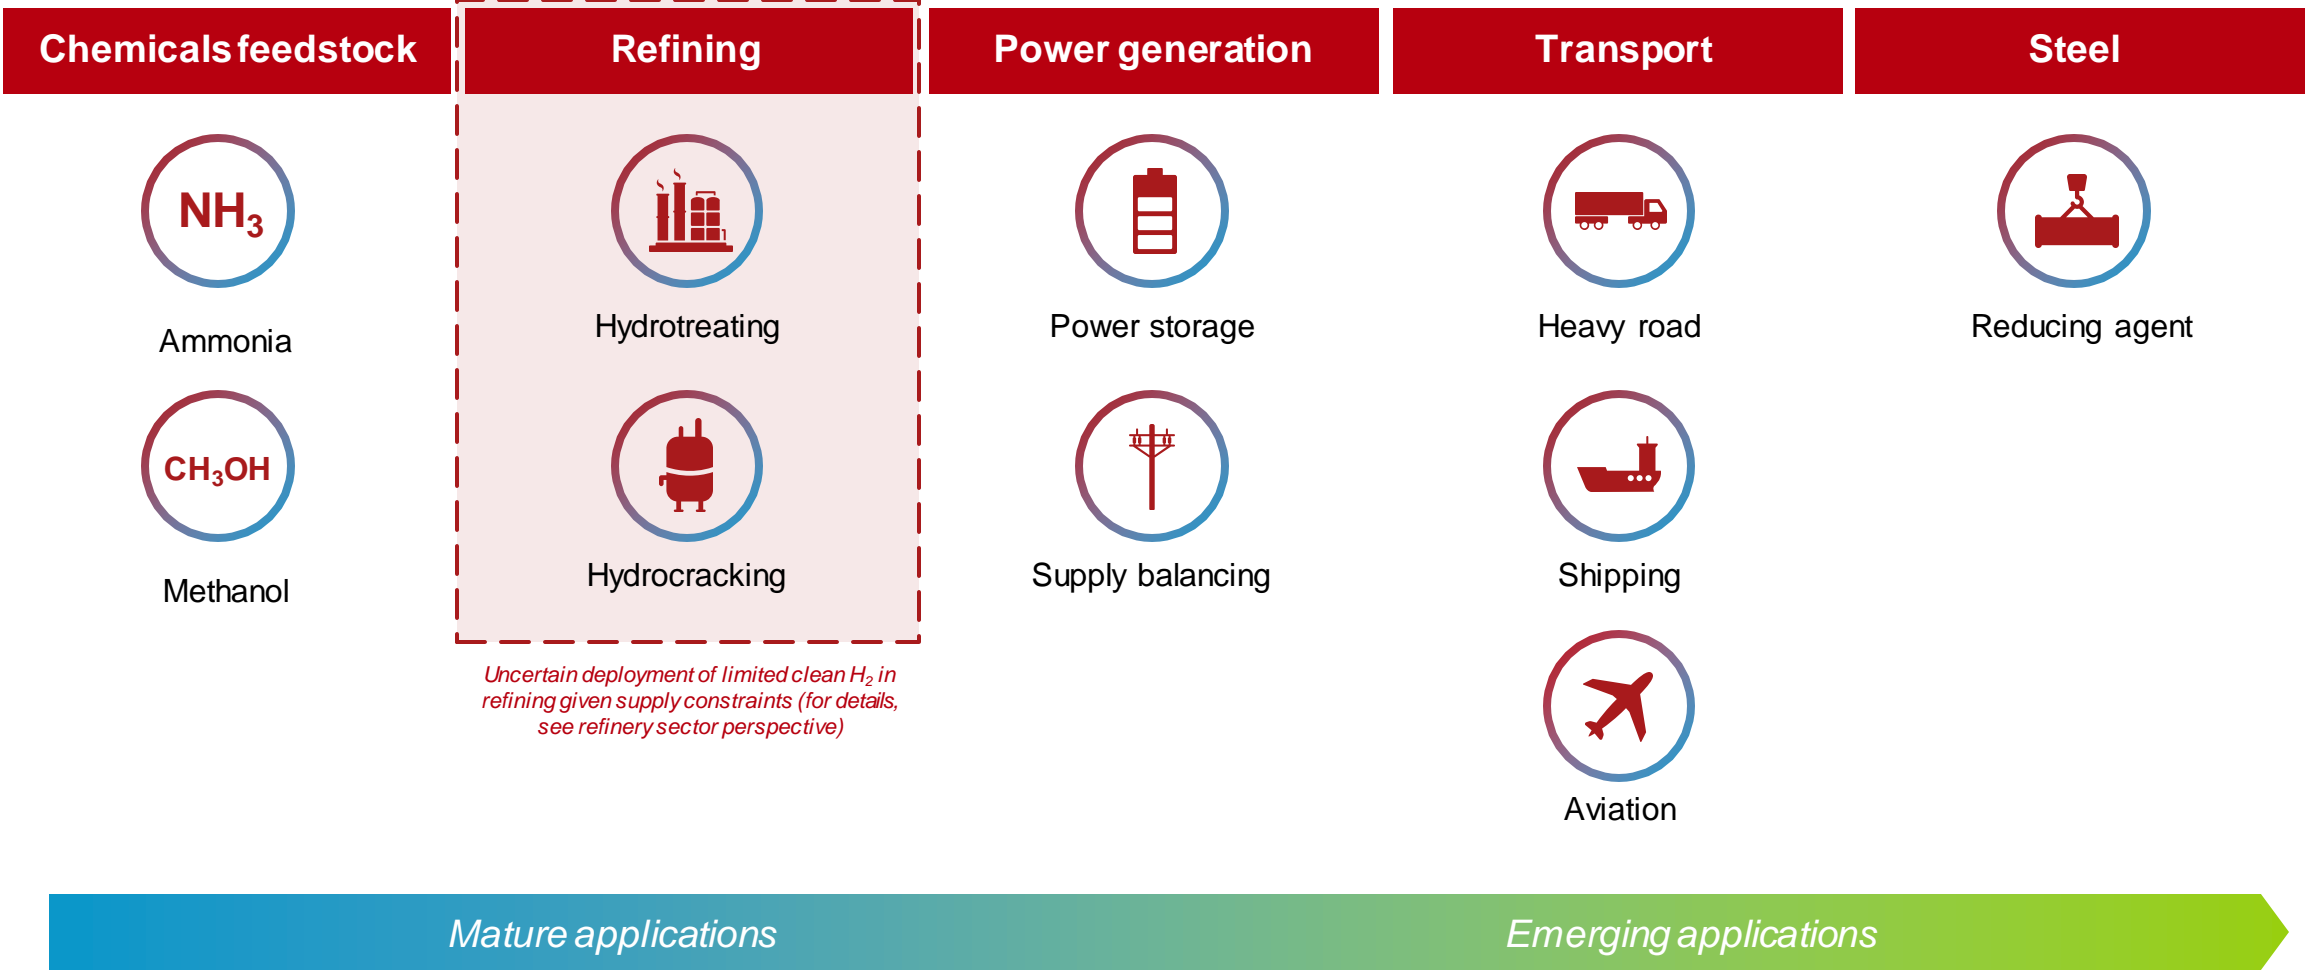 Chemicals feedstock
Refining
Power generation
Transport
Steel
NH₃
Ammonia
CH₃OH
Methanol
Hydrotreating
Hydrocracking
Uncertain deployment of limited clean H₂ in
refining given supply constraints (for details,
see refinery sector perspective)
Power storage
Supply balancing
Heavy road
Shipping
Aviation
Reducing agent
Mature applications
Emerging applications